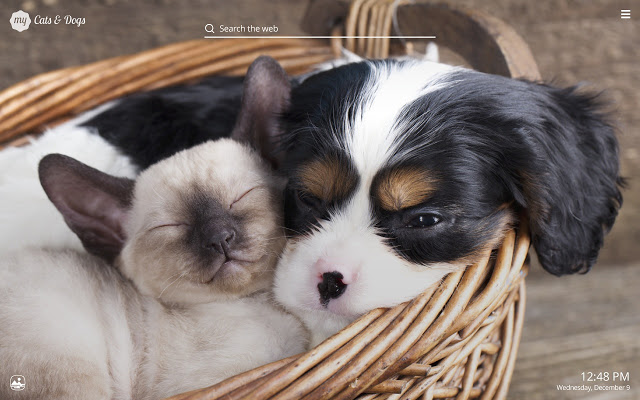 my Cats & Dogs
Search the web
12:48 PM
Wednesday, December 9